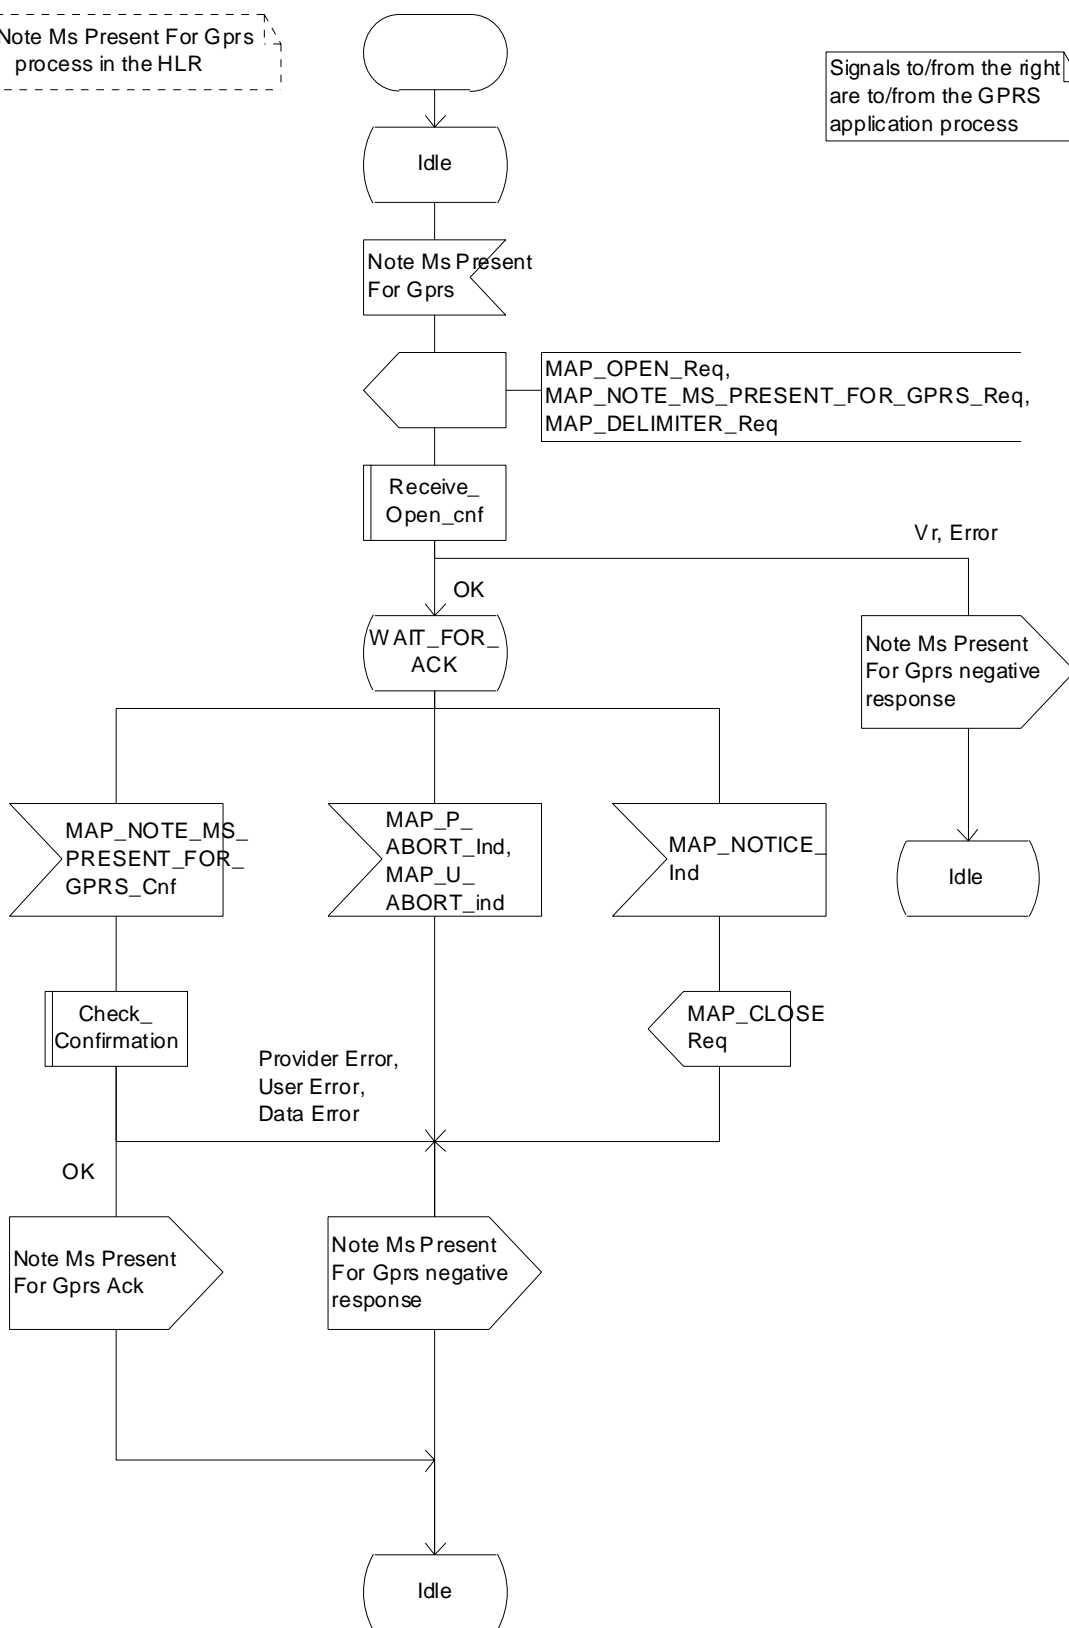 Note Ms Present For Gprs
process in the HLR
Signals to/from the right
are to/from the GPRS
application process
Idle
Note Ms Present
For Gprs
MAP_OPEN_Req,
MAP_NOTE_MS_PRESENT_FOR_GPRS_Req,
MAP_DELIMITER_Req
Receive_
Open_cnf
Vr, Error
OK
WAIT_FOR_
ACK
Note Ms Present
For Gprs negative
response
MAP_NOTE_MS_
PRESENT_FOR_
GPRS_Cnf
MAP_P_
ABORT_Ind,
MAP_U_
ABORT_ind
MAP_NOTICE_
Ind
Idle
Check_
Confirmation
MAP_CLOSE
Req
Provider Error,
User Error,
Data Error
OK
Note Ms Present
For Gprs Ack
Note Ms Present
For Gprs negative
response
Idle